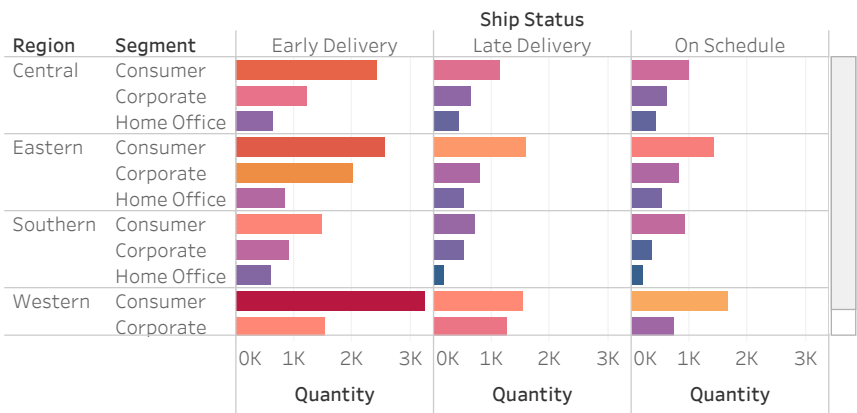 Ship Status
Region Segment Early Delivery Late Delivery On Schedule
Central Consumer
Corporate
Home Office
Eastern Consumer
Corporate
Home Office
Southern Consumer
Corporate
Home Office
Western Consumer
Corporate
0K 1K 2K 3K 0K 1K 2K 3K 0K 1K 2K 3K
Quantity Quantity Quantity